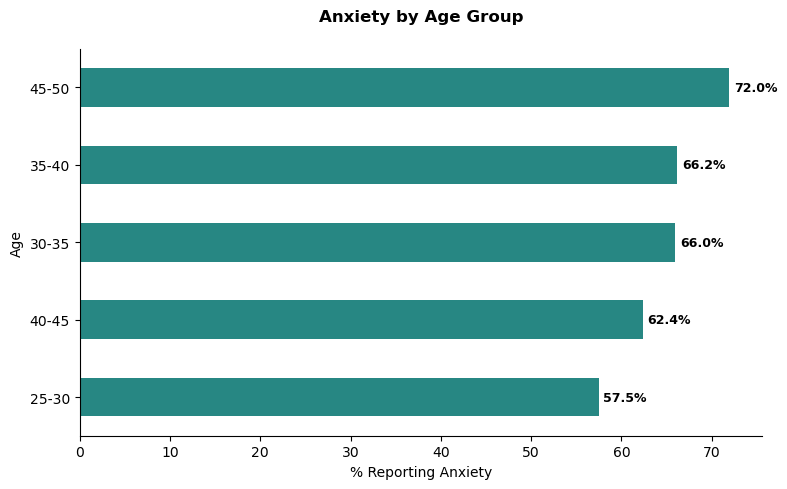 Anxiety by Age Group
45-50
72.0%
35-40
66.2%
30-35
66.0%
40-45
62.4%
25-30
57.5%
Age
0 10 20 30 40 50 60 70
% Reporting Anxiety